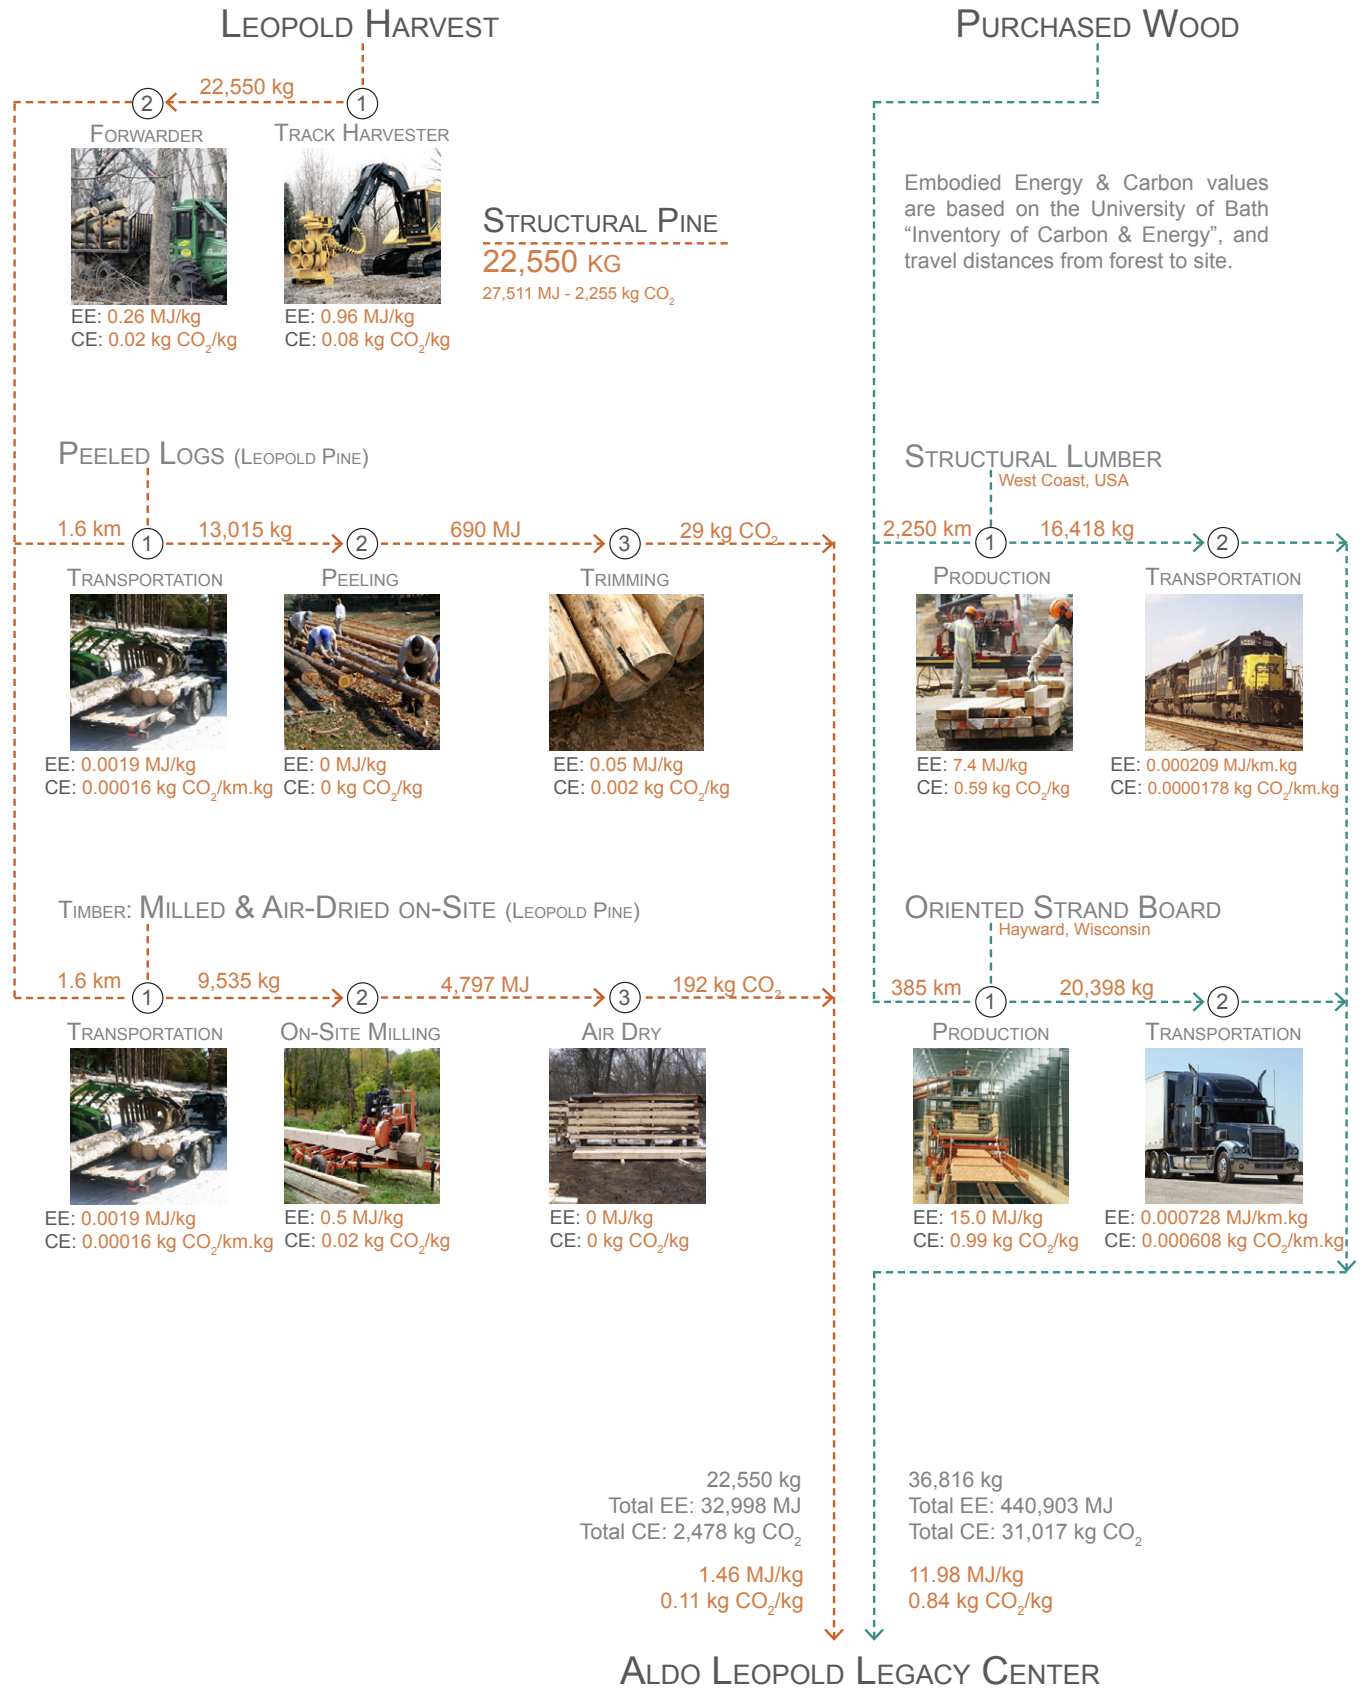 LEOPOLD HARVEST
22,550 kg
2
1
FORWARDER
TRACK HARVESTER
EE: 0.26 MJ/kg
CE: 0.02 kg CO2/kg
EE: 0.96 MJ/kg
CE: 0.08 kg CO2/kg
STRUCTURAL PINE
22,550 KG
27,511 MJ - 2,255 kg CO2
PEELED LOGS (LEOPOLD PINE)
1.6 km
1
13,015 kg
2
690 MJ
3
29 kg CO2
TRANSPORTATION
PEELING
TRIMMING
EE: 0.0019 MJ/kg
CE: 0.00016 kg CO2/km.kg
EE: 0 MJ/kg
CE: 0 kg CO2/kg
EE: 0.05 MJ/kg
CE: 0.002 kg CO2/kg
TIMBER: MILLED & AIR-DRIED ON-SITE (LEOPOLD PINE)
1.6 km
1
9,535 kg
2
4,797 MJ
3
192 kg CO2
TRANSPORTATION
ON-SITE MILLING
AIR DRY
EE: 0.0019 MJ/kg
CE: 0.00016 kg CO2/km.kg
EE: 0.5 MJ/kg
CE: 0.02 kg CO2/kg
EE: 0 MJ/kg
CE: 0 kg CO2/kg
22,550 kg
Total EE: 32,998 MJ
Total CE: 2,478 kg CO2
1.46 MJ/kg
0.11 kg CO2/kg
PURCHASED WOOD
Embodied Energy & Carbon values
are based on the University of Bath
“Inventory of Carbon & Energy”, and
travel distances from forest to site.
STRUCTURAL LUMBER
West Coast, USA
2,250 km
1
16,418 kg
2
PRODUCTION
TRANSPORTATION
CSX
EE: 7.4 MJ/kg
CE: 0.59 kg CO2/kg
EE: 0.000209 MJ/km.kg
CE: 0.0000178 kg CO2/km.kg
ORIENTED STRAND BOARD
Hayward, Wisconsin
385 km
1
20,398 kg
2
PRODUCTION
TRANSPORTATION
EE: 15.0 MJ/kg
CE: 0.99 kg CO2/kg
EE: 0.000728 MJ/km.kg
CE: 0.000608 kg CO2/km.kg
36,816 kg
Total EE: 440,903 MJ
Total CE: 31,017 kg CO2
11.98 MJ/kg
0.84 kg CO2/kg
ALDO LEOPOLD LEGACY CENTER